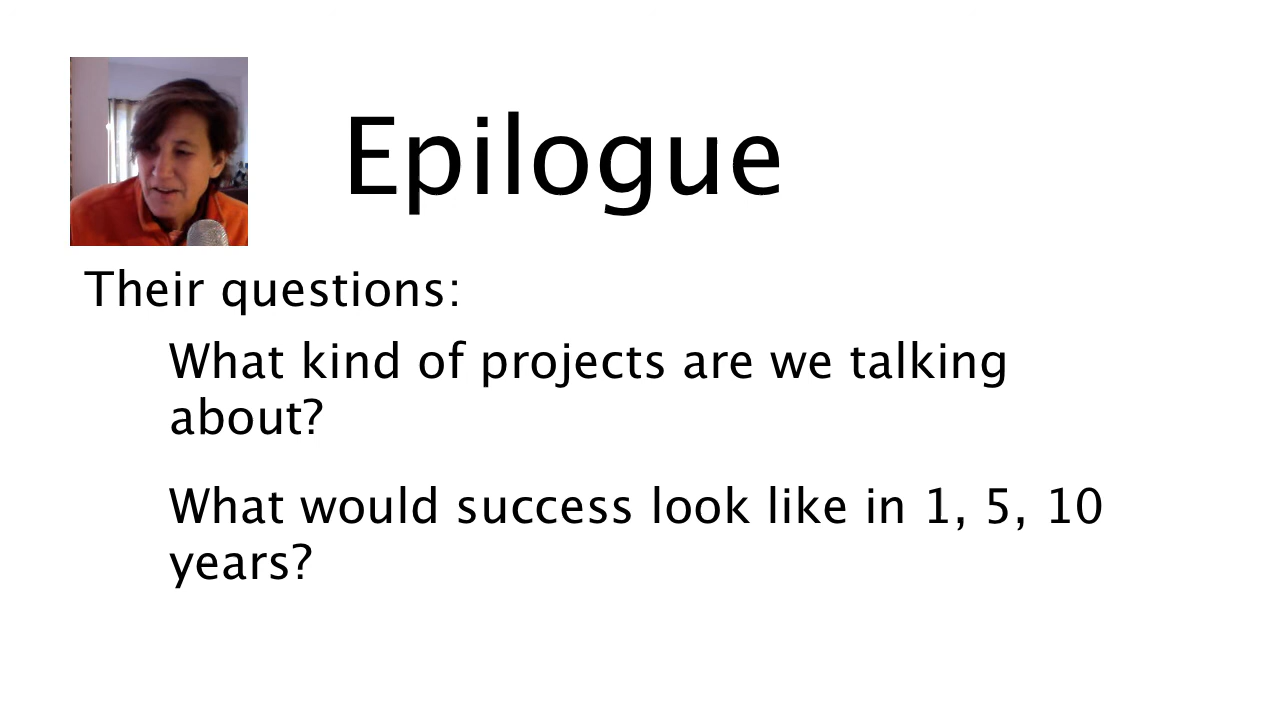 Epilogue
Their questions:
What kind of projects are we talking
about?
What would success look like in 1, 5, 10
years?